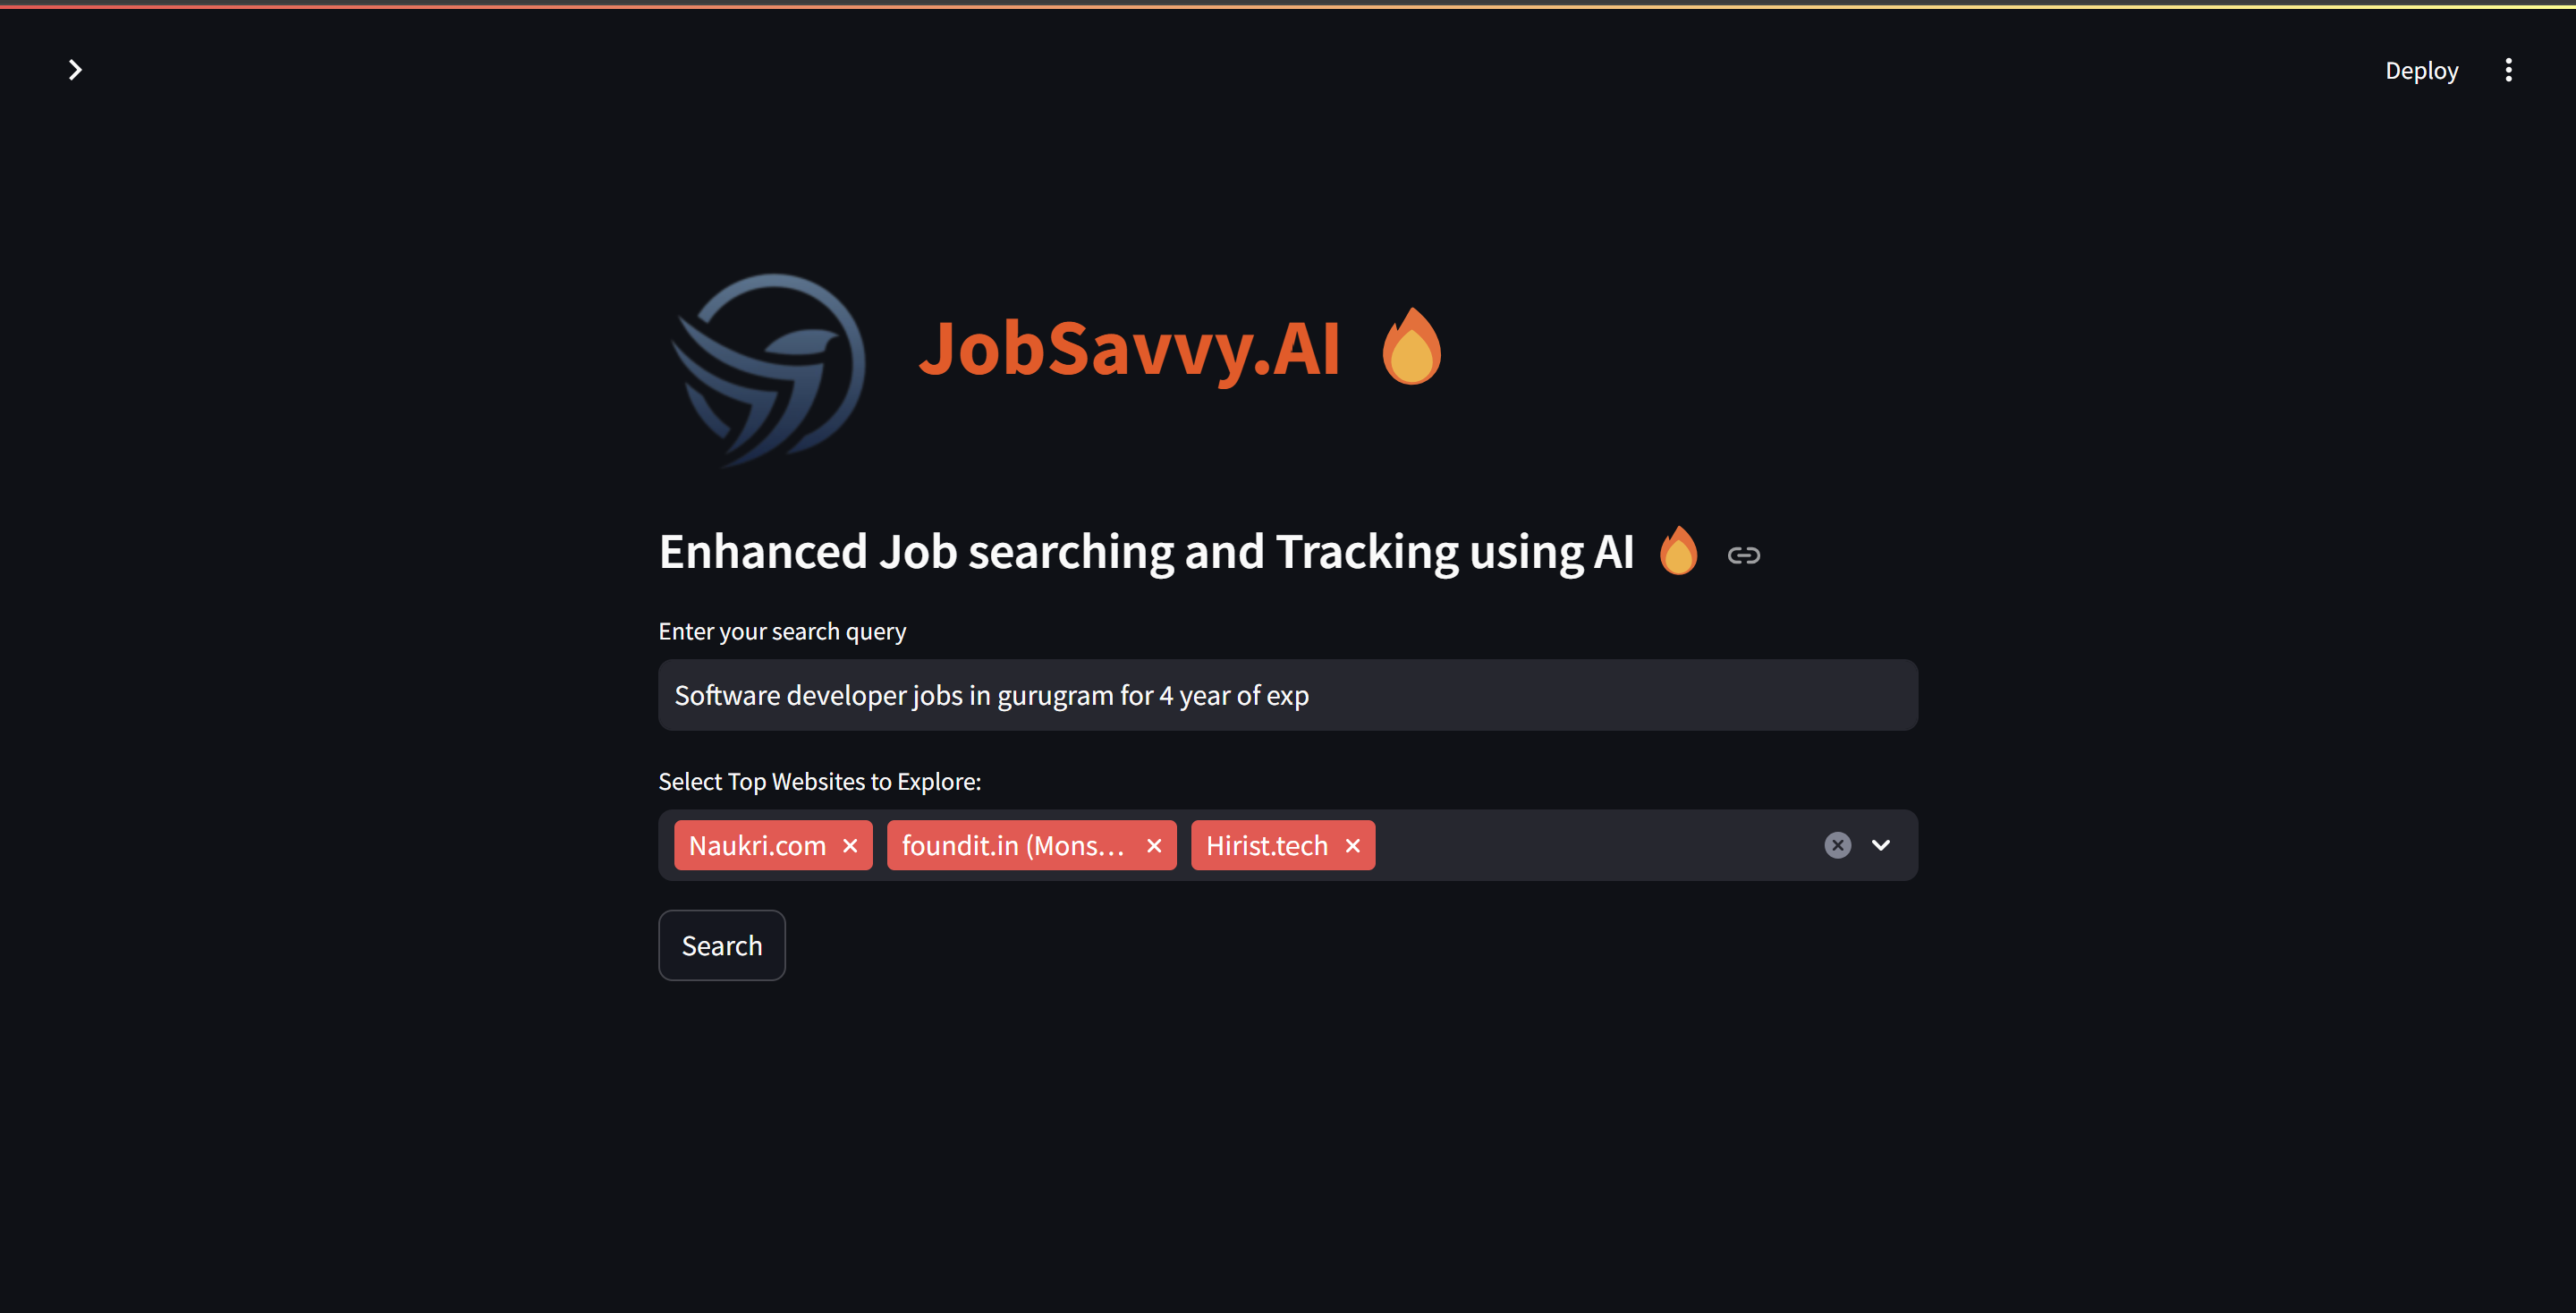 Deploy
JobSavvy.AI 🔥
Enhanced Job searching and Tracking using AI 🔥
Enter your search query
Software developer jobs in gurugram for 4 year of exp
Select Top Websites to Explore:
Naukri.com foundit.in (Mons... Hirist.tech
Search